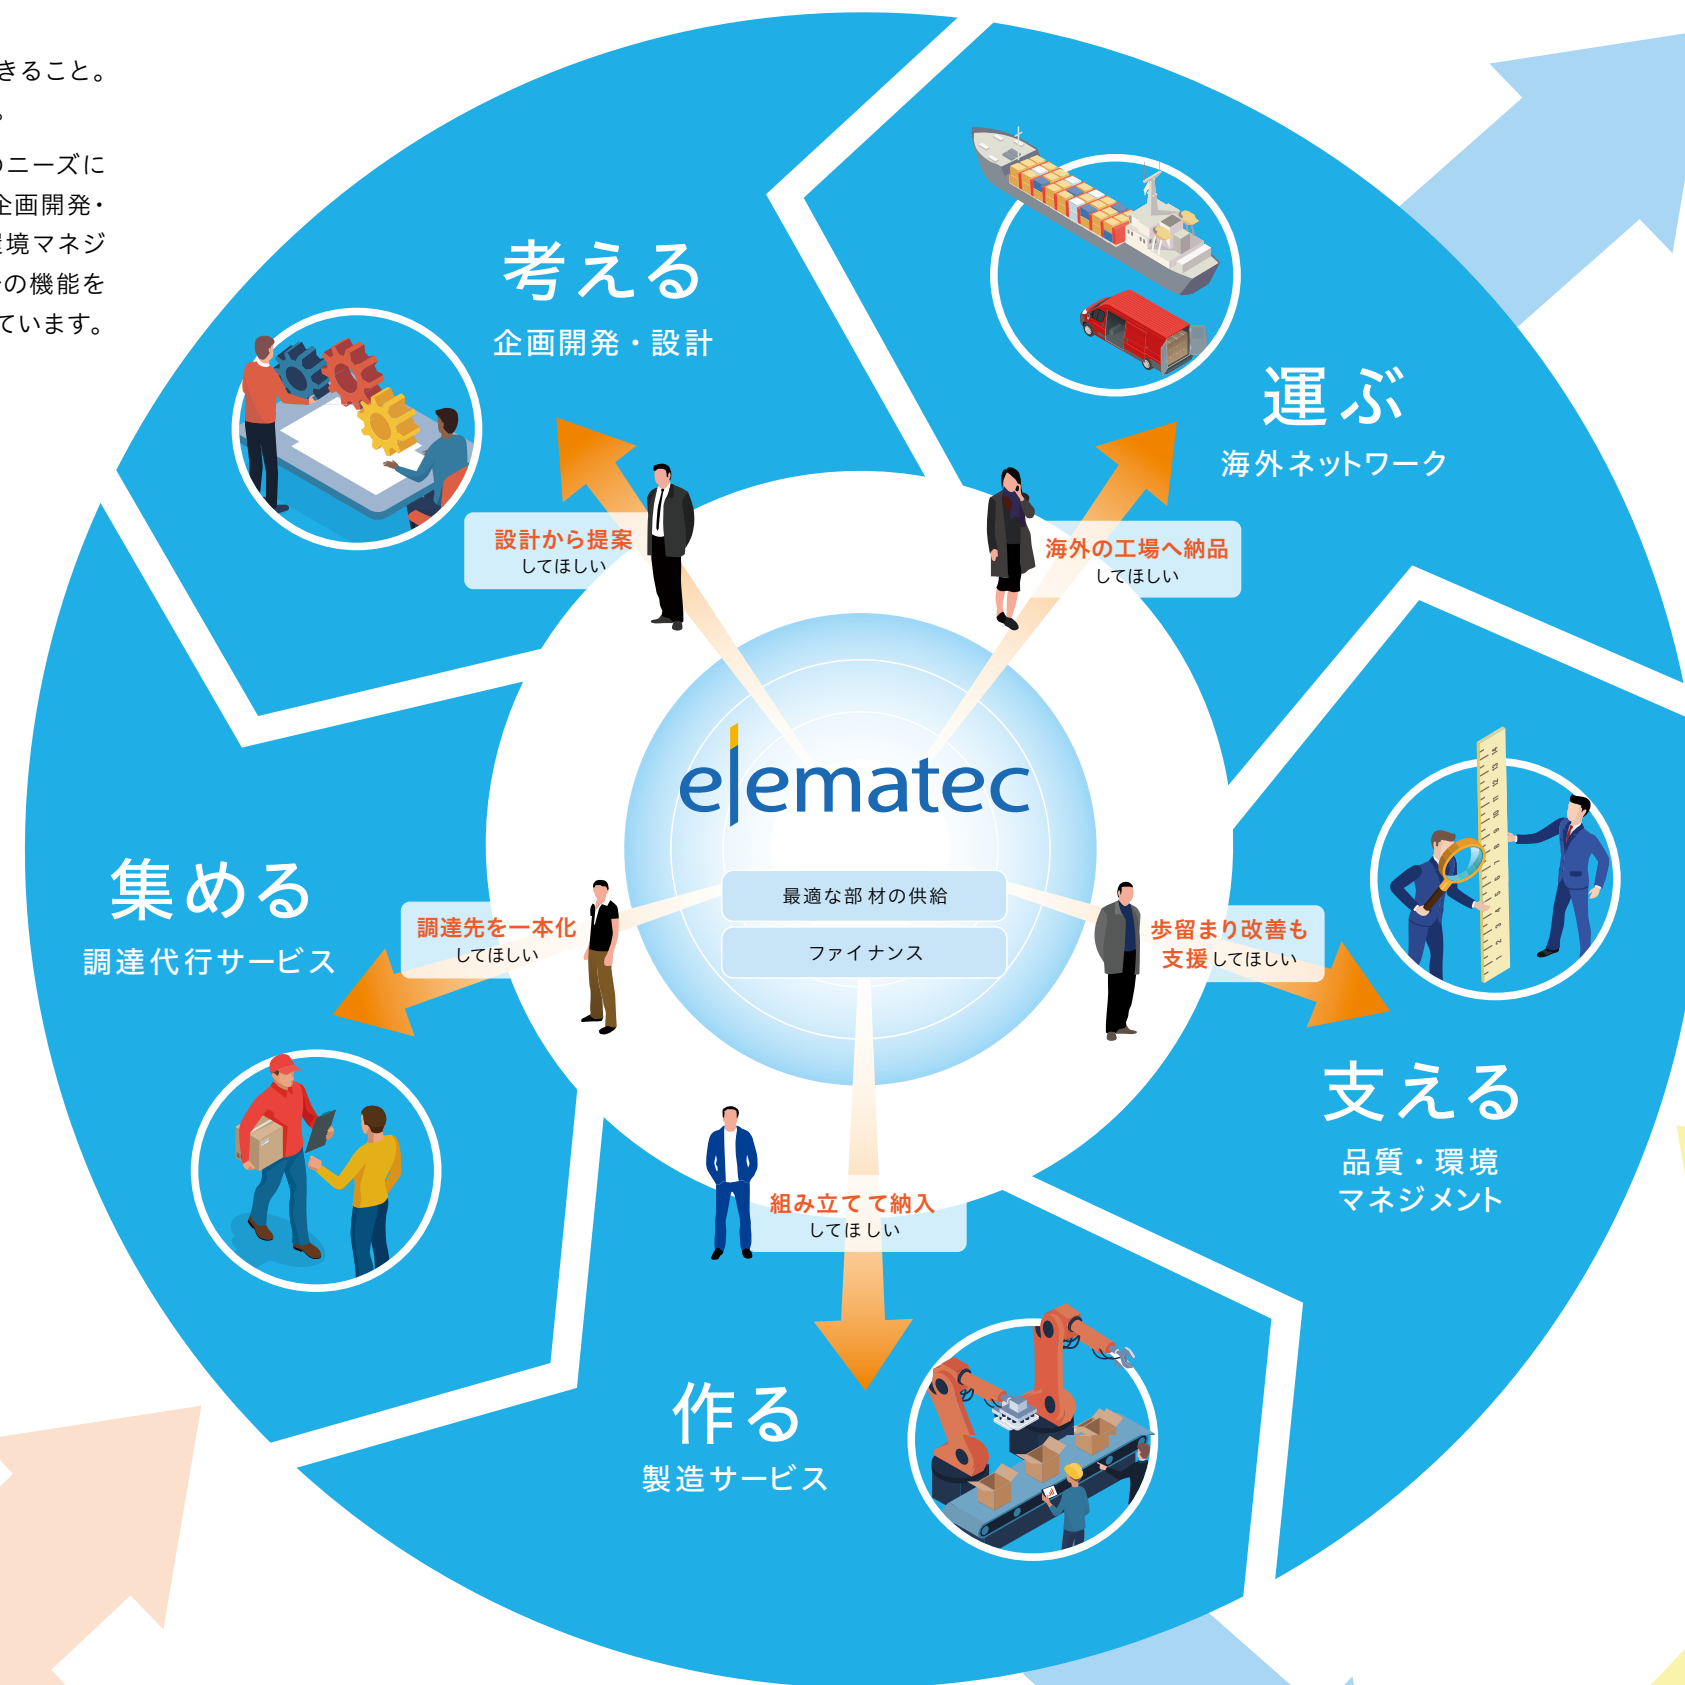 きること。
。
のニーズに
企画開発・
環境マネジ
の機能を
ています。
考える
企画開発・設計
運ぶ
海外ネットワーク
設計から提案
してほしい
海外の工場へ納品
してほしい
elematec
最適な部材の供給
ファイナンス
集める
調達代行サービス
調達先を一本化
してほしい
歩留まり改善も
支援してほしい
支える
品質・環境
マネジメント
組み立てて納入
してほしい
作る
製造サービス